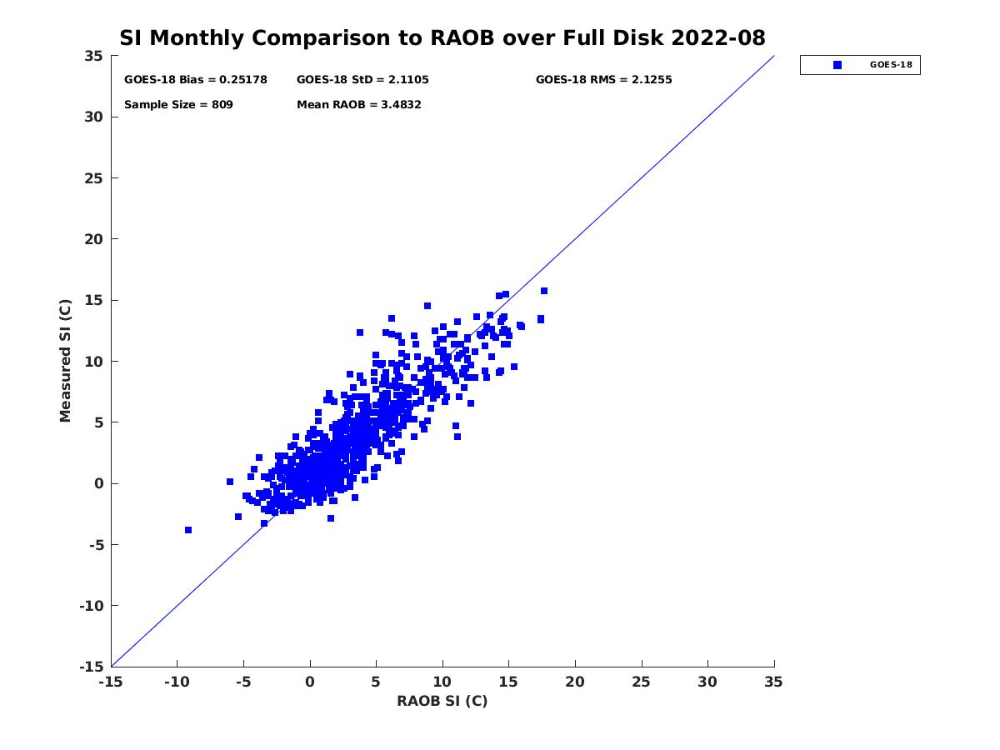 SI Monthly Comparison to RAOB over Full Disk 2022-08
GOES-18
GOES-18 Bias = 0.25178 GOES-18 StD = 2.1105 GOES-18 RMS = 2.1255
Sample Size = 809 Mean RAOB = 3.4832
35
30
25
20
15
10
5
0
-5
-10
-15
Measured SI (C)
-15 -10 -5 0 5 10 15 20 25 30 35
RAOB SI (C)